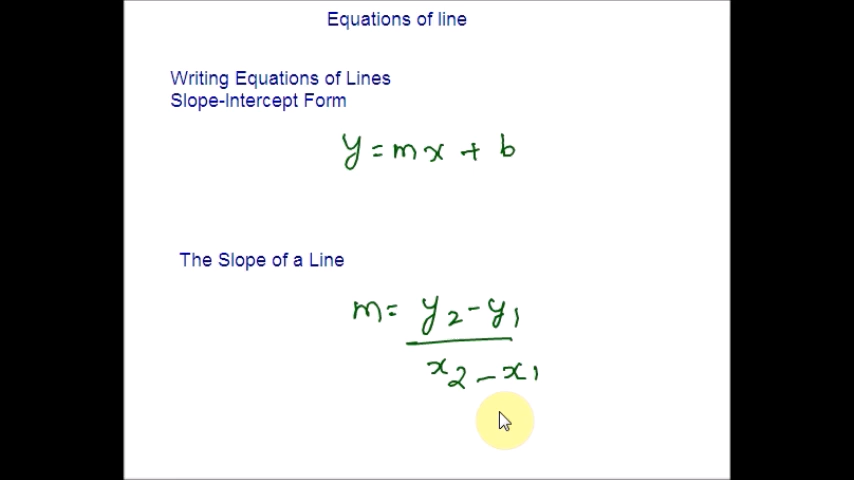 Equations of line
Writing Equations of Lines
Slope-Intercept Form
y = mx + b
The Slope of a Line
m = y₂ - y₁
x₂ - x₁